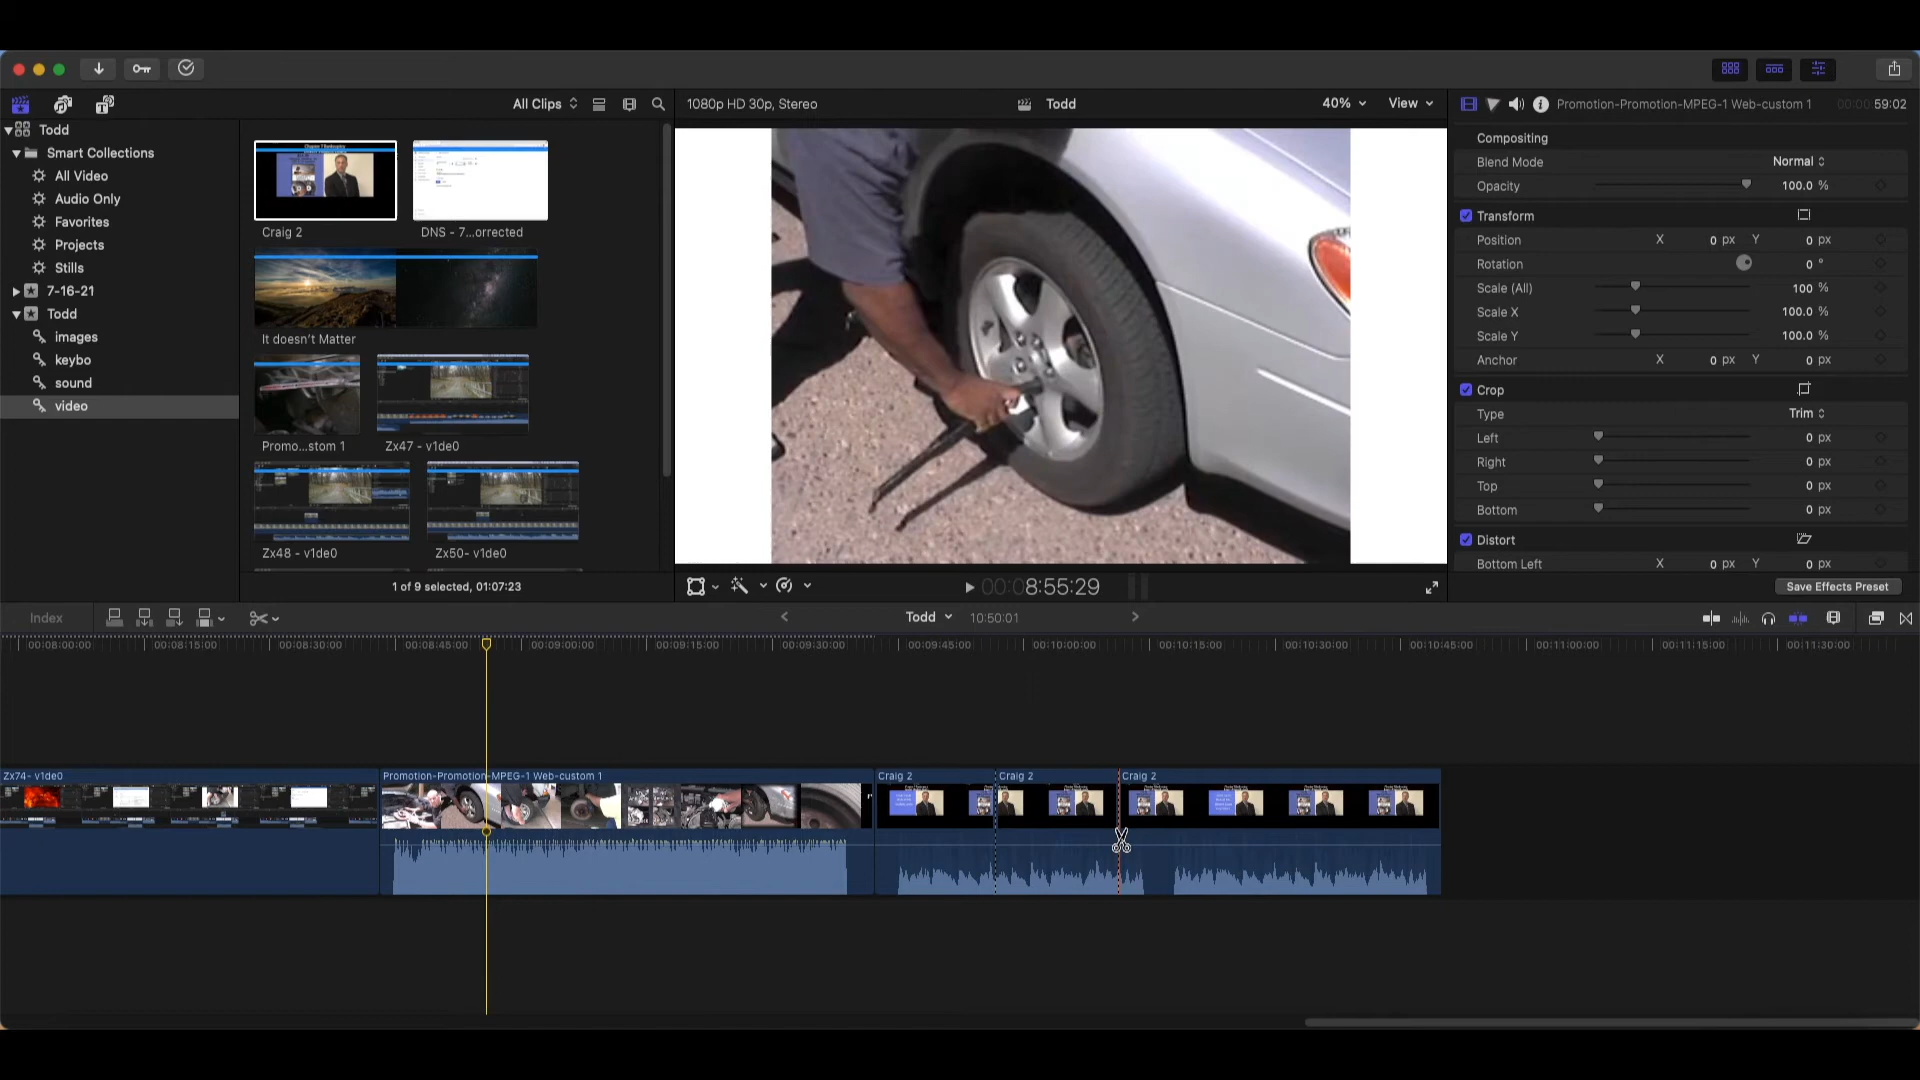 All Clips
1080p HD 30p, Stereo
Todd
40%
View
Promotion-Promotion-MPEG-1 Web-custom 1
00:00:59:02
Todd
Smart Collections
All Video
Audio Only
Favorites
Projects
Stills
7-16-21
Todd
images
keybo
sound
video
Craig 2
DNS - 7...orrected
It doesn't Matter
Promo...stom 1
Zx47 - v1de0
Zx48 - v1de0
Zx50- v1de0
1 of 9 selected, 01:07:23
Compositing
Blend Mode
Normal
Opacity
100.0 %
Transform
Position
X 0 px Y 0 px
Rotation
0 °
Scale (All)
100 %
Scale X
100.0 %
Scale Y
100.0 %
Anchor
X 0 px Y 0 px
Crop
Type
Trim
Left
0 px
Right
0 px
Top
0 px
Bottom
0 px
Distort
Bottom Left
X 0 px Y 0 px
Save Effects Preset
00:08:55:29
Index
Todd
10:50:01
00:08:00:00
00:08:15:00
00:08:30:00
00:08:45:00
00:09:00:00
00:09:15:00
00:09:30:00
00:09:45:00
00:10:00:00
00:10:15:00
00:10:30:00
00:10:45:00
00:11:00:00
00:11:15:00
00:11:30:00
Zx74- v1de0
Promotion-Promotion-MPEG-1 Web-custom 1
Craig 2
Craig 2
Craig 2